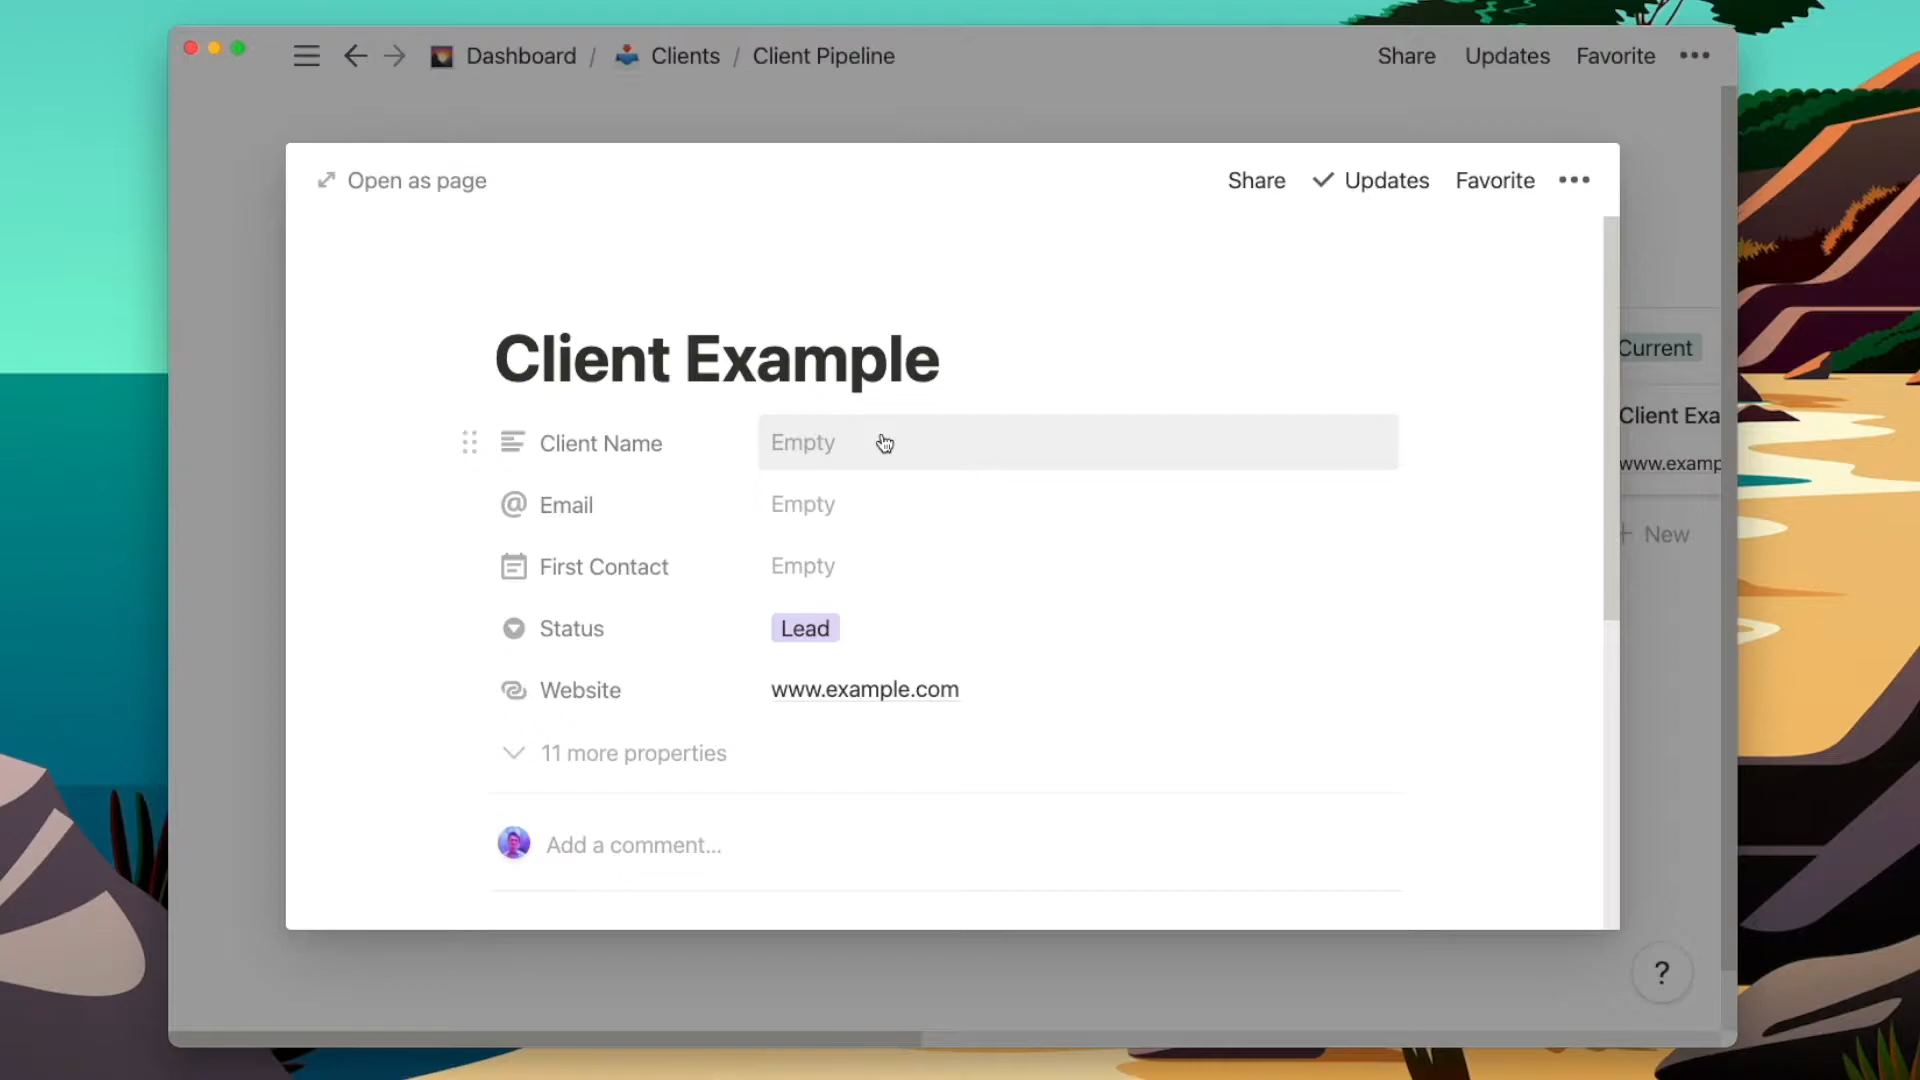 Dashboard / Clients / Client Pipeline
Share Updates Favorite •••
Open as page
Share Updates Favorite •••
Client Example
Client Name Empty
Email Empty
First Contact Empty
Status Lead
Website www.example.com
11 more properties
Add a comment...
Current
Client Exa
www.examp
+ New
?